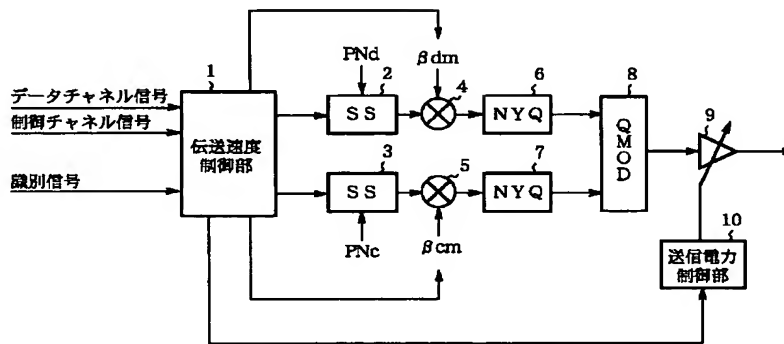 PNd
βdm
1
2
4
6
8
9
データチャネル信号
制御チャネル信号
識別信号
伝送速度
制御部
SS
NYQ
QMOD
3
5
7
SS
NYQ
PNc
βcm
10
送信電力
制御部